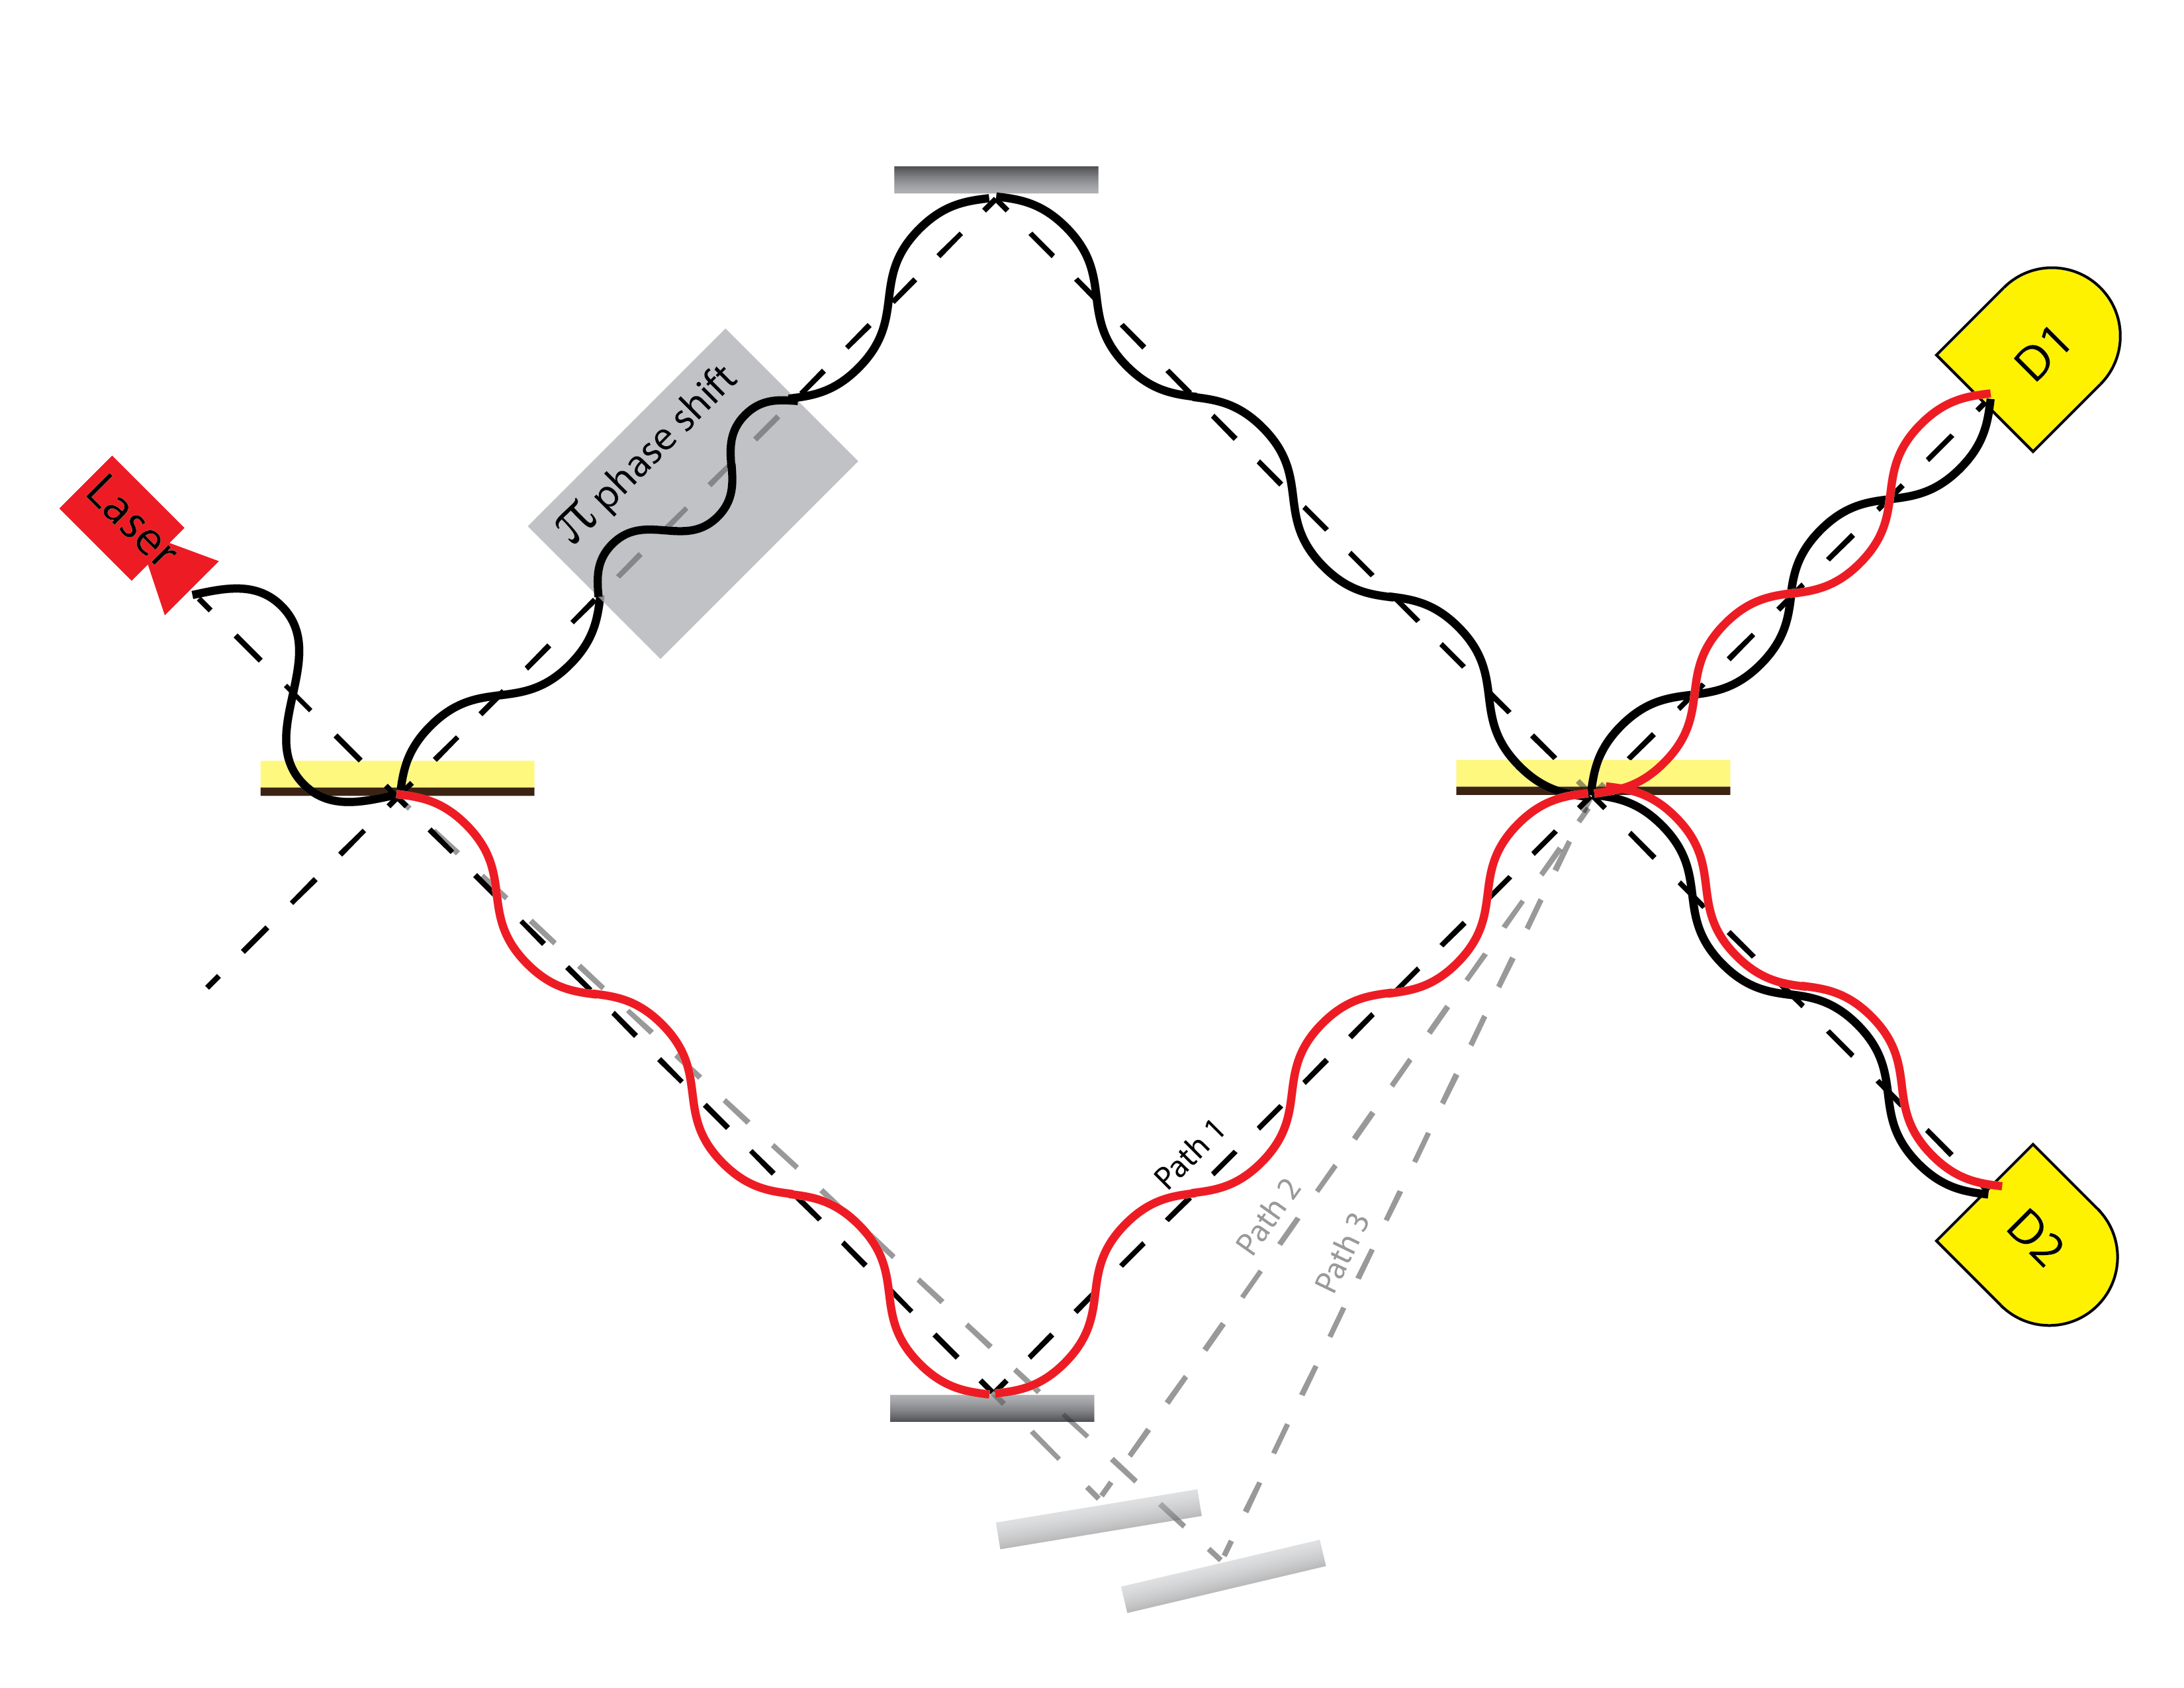 Laser
π phase shift
D1
Path 1
Path 2
Path 3
D2